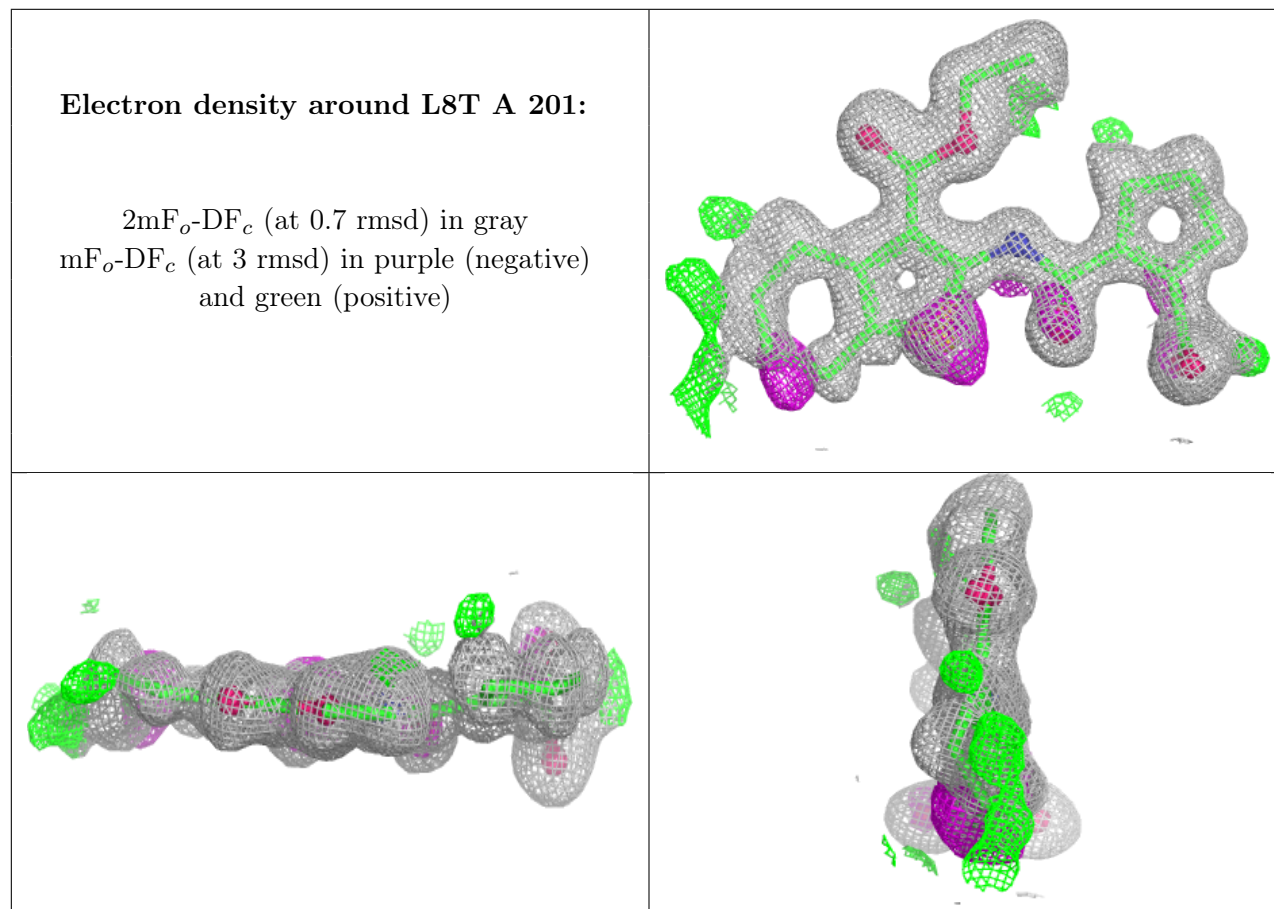 Electron density around L8T A 201:
2mFₒ-DF𝒸 (at 0.7 rmsd) in gray
mFₒ-DF𝒸 (at 3 rmsd) in purple (negative)
and green (positive)